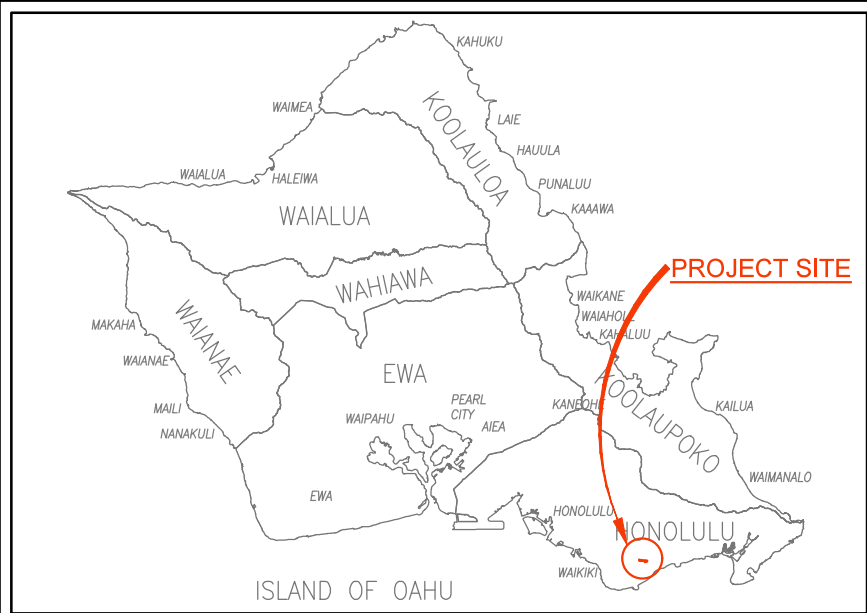 KAHUKU
KOOLAULOA
WAIMEA
LAIE
HAUULA
WAIALUA
HALEIWA
PUNALUU
KAAAWA
WAIALUA
PROJECT SITE
WAHIAWA
WAIKANE
WAIAHOLE
KAHALUU
MAKAHA
WAIANAE
WAIANAE
EWA
KOOLAUPOKO
MAILI
NANAKULI
WAIPAHU
PEARL
CITY
AIEA
KANEOHE
KAILUA
WAIMANALO
EWA
HONOLULU
HONOLULU
WAIKIKI
ISLAND OF OAHU